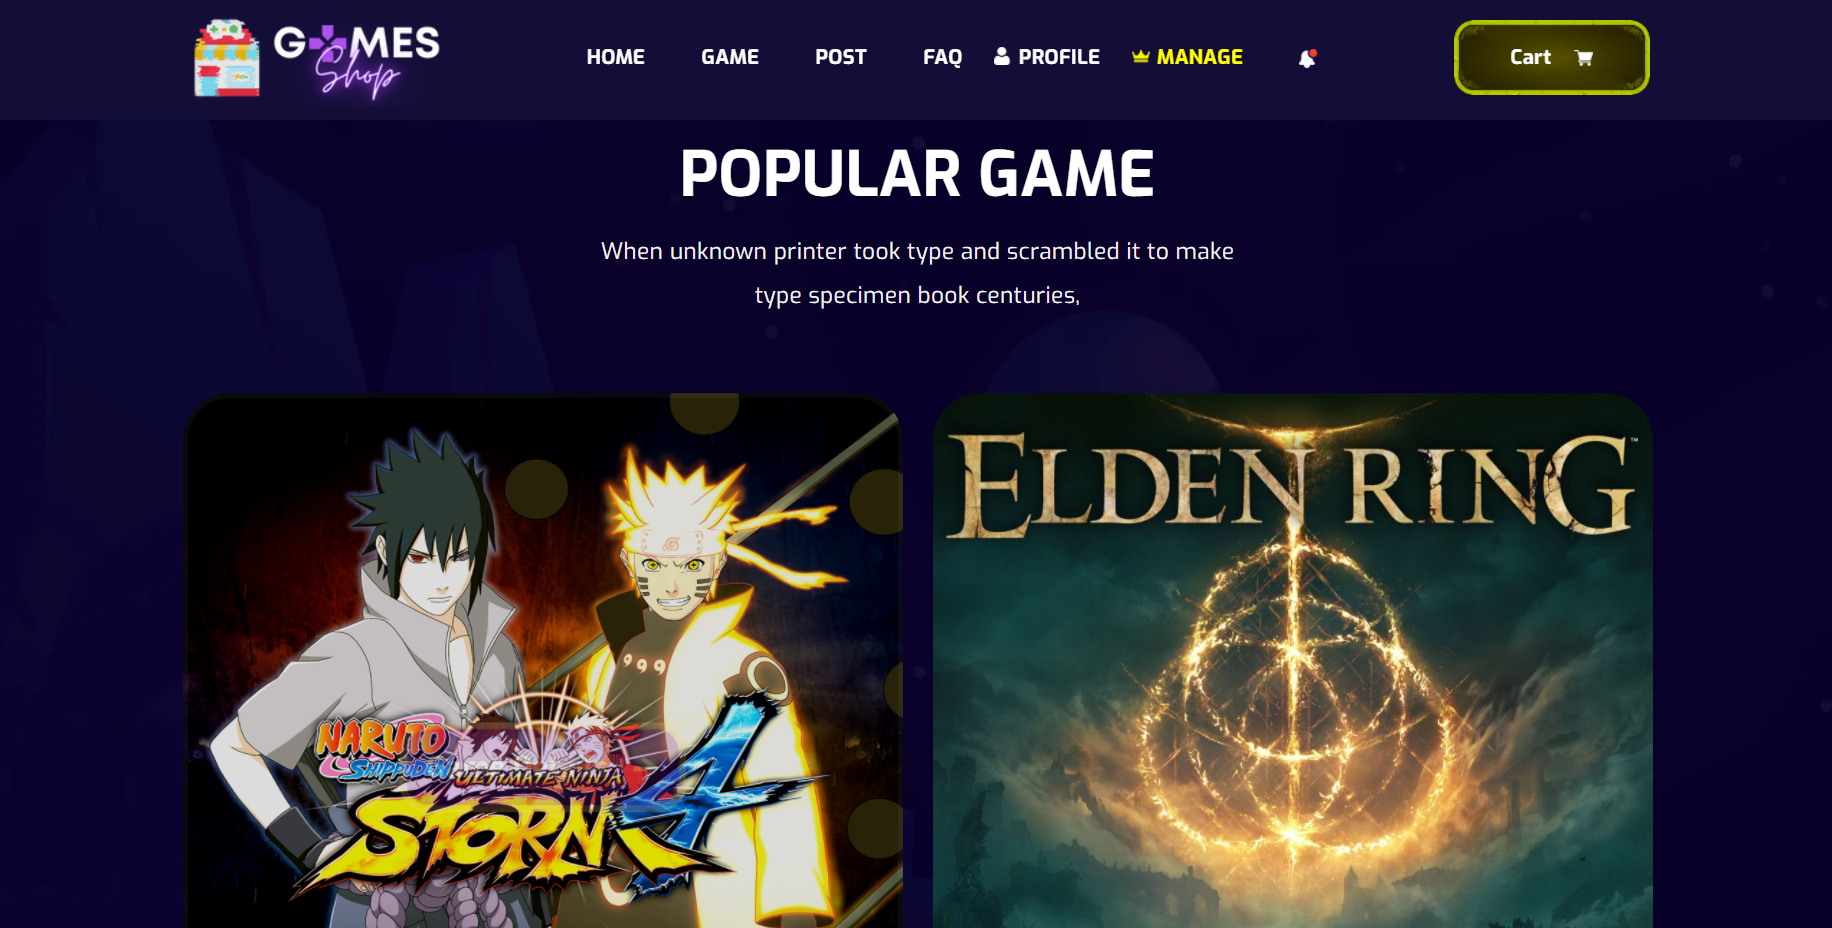 GAMES
Shop
HOME GAME POST FAQ PROFILE MANAGE Cart
POPULAR GAME
When unknown printer took type and scrambled it to make
type specimen book centuries,
ELDEN RING™
NARUTO
SHIPPUDEN
ULTIMATE NINJA
STORM 4